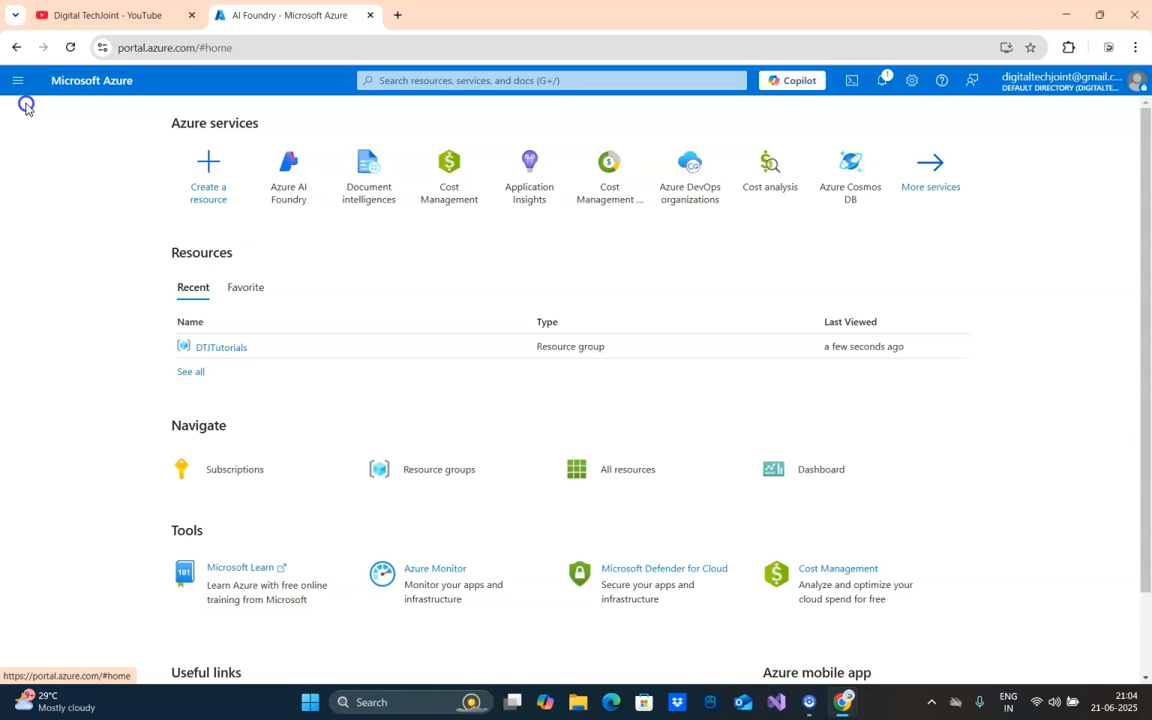 Digital TechJoint - YouTube
AI Foundry - Microsoft Azure
portal.azure.com/#home
Microsoft Azure
Search resources, services, and docs (G+/)
Copilot
1
digitaltechjoint@gmail.c...
DEFAULT DIRECTORY (DIGITALTE...
Azure services
Create a
resource
Azure AI
Foundry
Document
intelligences
Cost
Management
Application
Insights
Cost
Management ...
Azure DevOps
organizations
Cost analysis
Azure Cosmos
DB
More services
Resources
Recent
Favorite
Name
Type
Last Viewed
DTJTutorials
Resource group
a few seconds ago
See all
Navigate
Subscriptions
Resource groups
All resources
Dashboard
Tools
101
Microsoft Learn
Learn Azure with free online
training from Microsoft
Azure Monitor
Monitor your apps and
infrastructure
Microsoft Defender for Cloud
Secure your apps and
infrastructure
Cost Management
Analyze and optimize your
cloud spend for free
Useful links
Azure mobile app
https://portal.azure.com/#home
9+
29°C
Mostly cloudy
Search
ENG
IN
21:04
21-06-2025